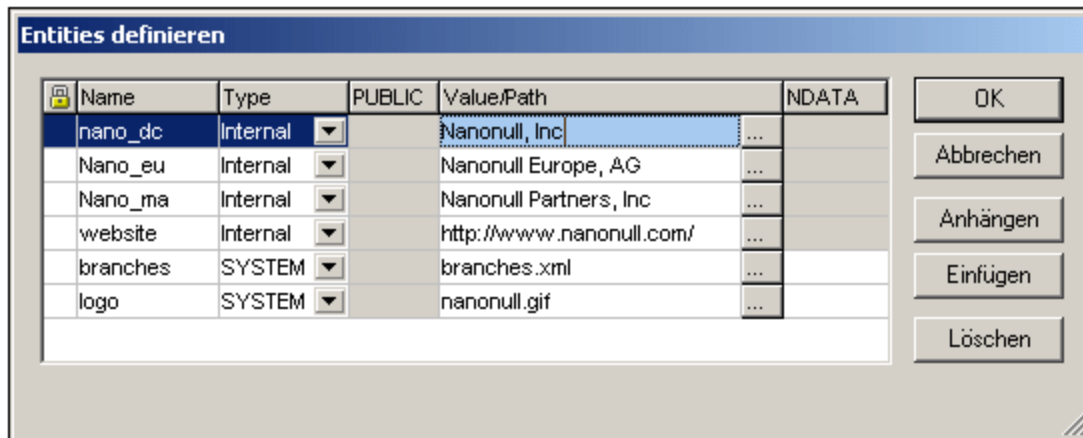 Entities definieren
Name Type PUBLIC Value/Path NDATA
nano_dc Internal Nanonull, Inc ...
Nano_eu Internal Nanonull Europe, AG ...
Nano_ma Internal Nanonull Partners, Inc ...
website Internal http://www.nanonull.com/ ...
branches SYSTEM branches.xml ...
logo SYSTEM nanonull.gif ...
OK
Abbrechen
Anhängen
Einfügen
Löschen